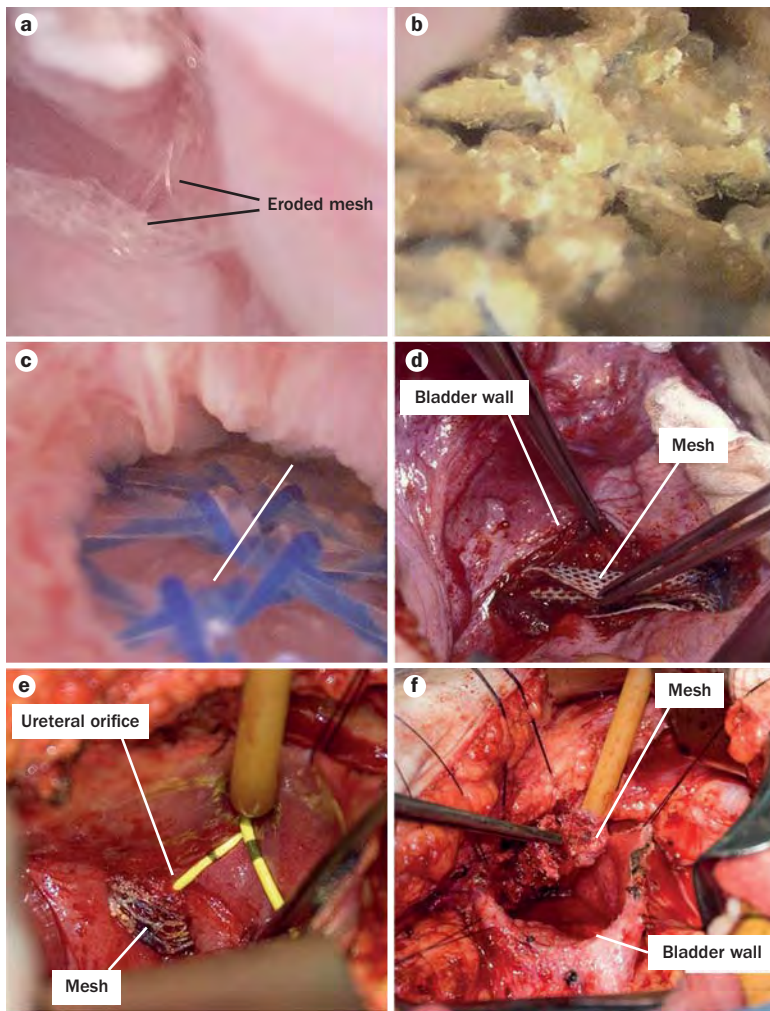 a
b
Eroded mesh
c
d
Bladder wall
Mesh
e
f
Ureteral orifice
Mesh
Mesh
Bladder wall